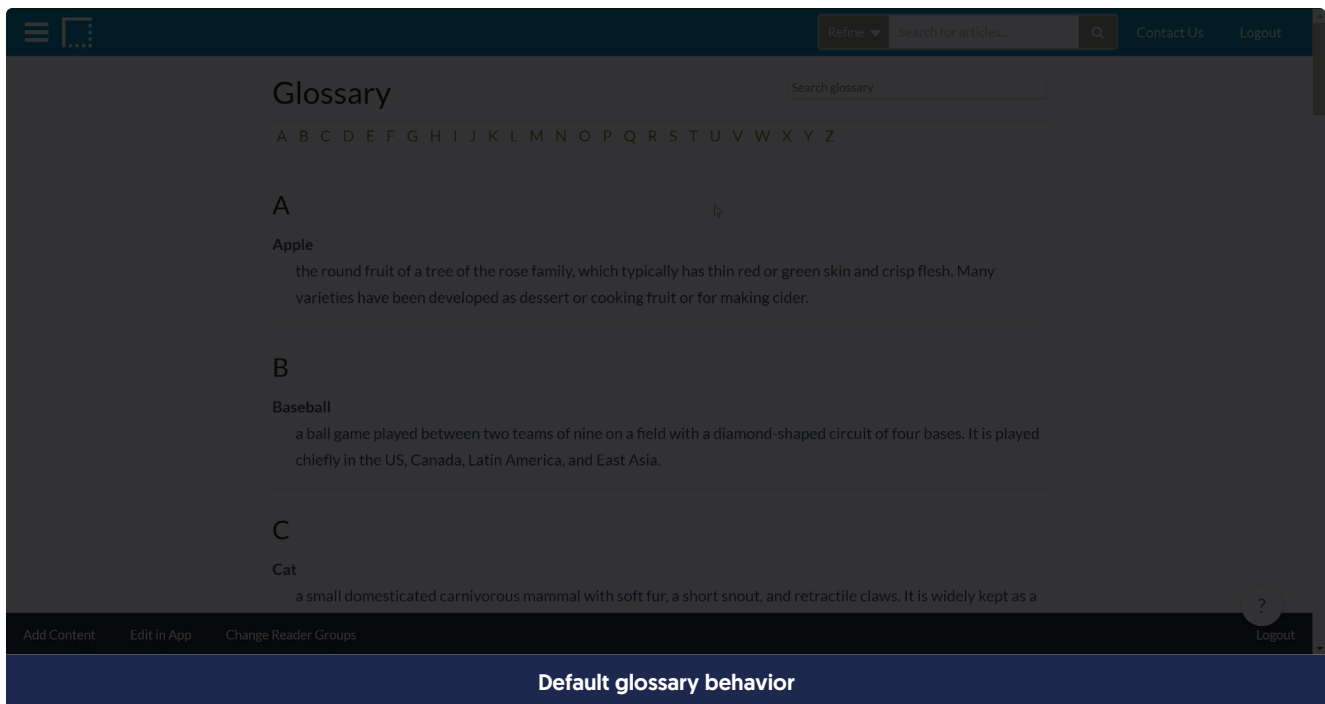 Refine ▼ Search for articles... Contact Us Logout
Glossary Search glossary
A B C D E F G H I J K L M N O P Q R S T U V W X Y Z
A
Apple
the round fruit of a tree of the rose family, which typically has thin red or green skin and crisp flesh. Many
varieties have been developed as dessert or cooking fruit or for making cider.
B
Baseball
a ball game played between two teams of nine on a field with a diamond-shaped circuit of four bases. It is played
chiefly in the US, Canada, Latin America, and East Asia.
C
Cat
a small domesticated carnivorous mammal with soft fur, a short snout, and retractile claws. It is widely kept as a
?
Add Content Edit in App Change Reader Groups Logout
Default glossary behavior